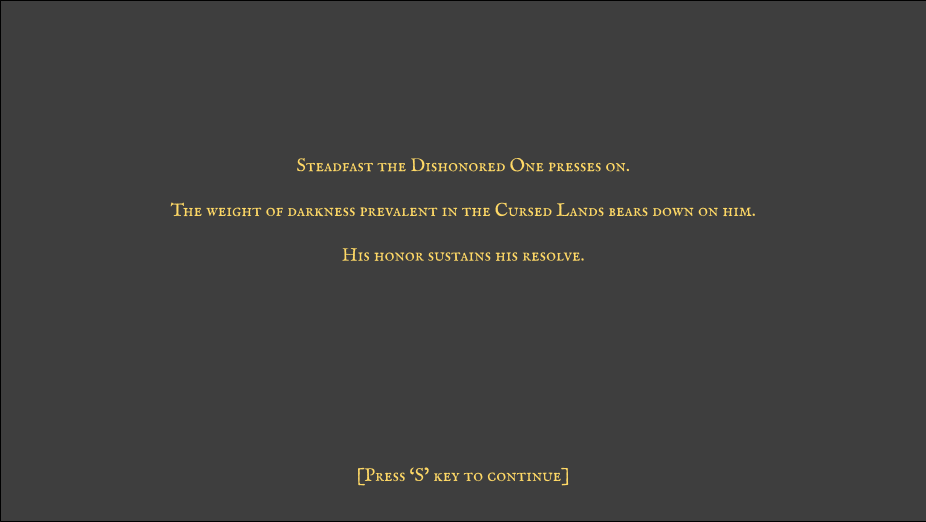 Steadfast the Dishonored One presses on.
The weight of darkness prevalent in the Cursed Lands bears down on him.
His honor sustains his resolve.
[Press ‘S’ key to continue]